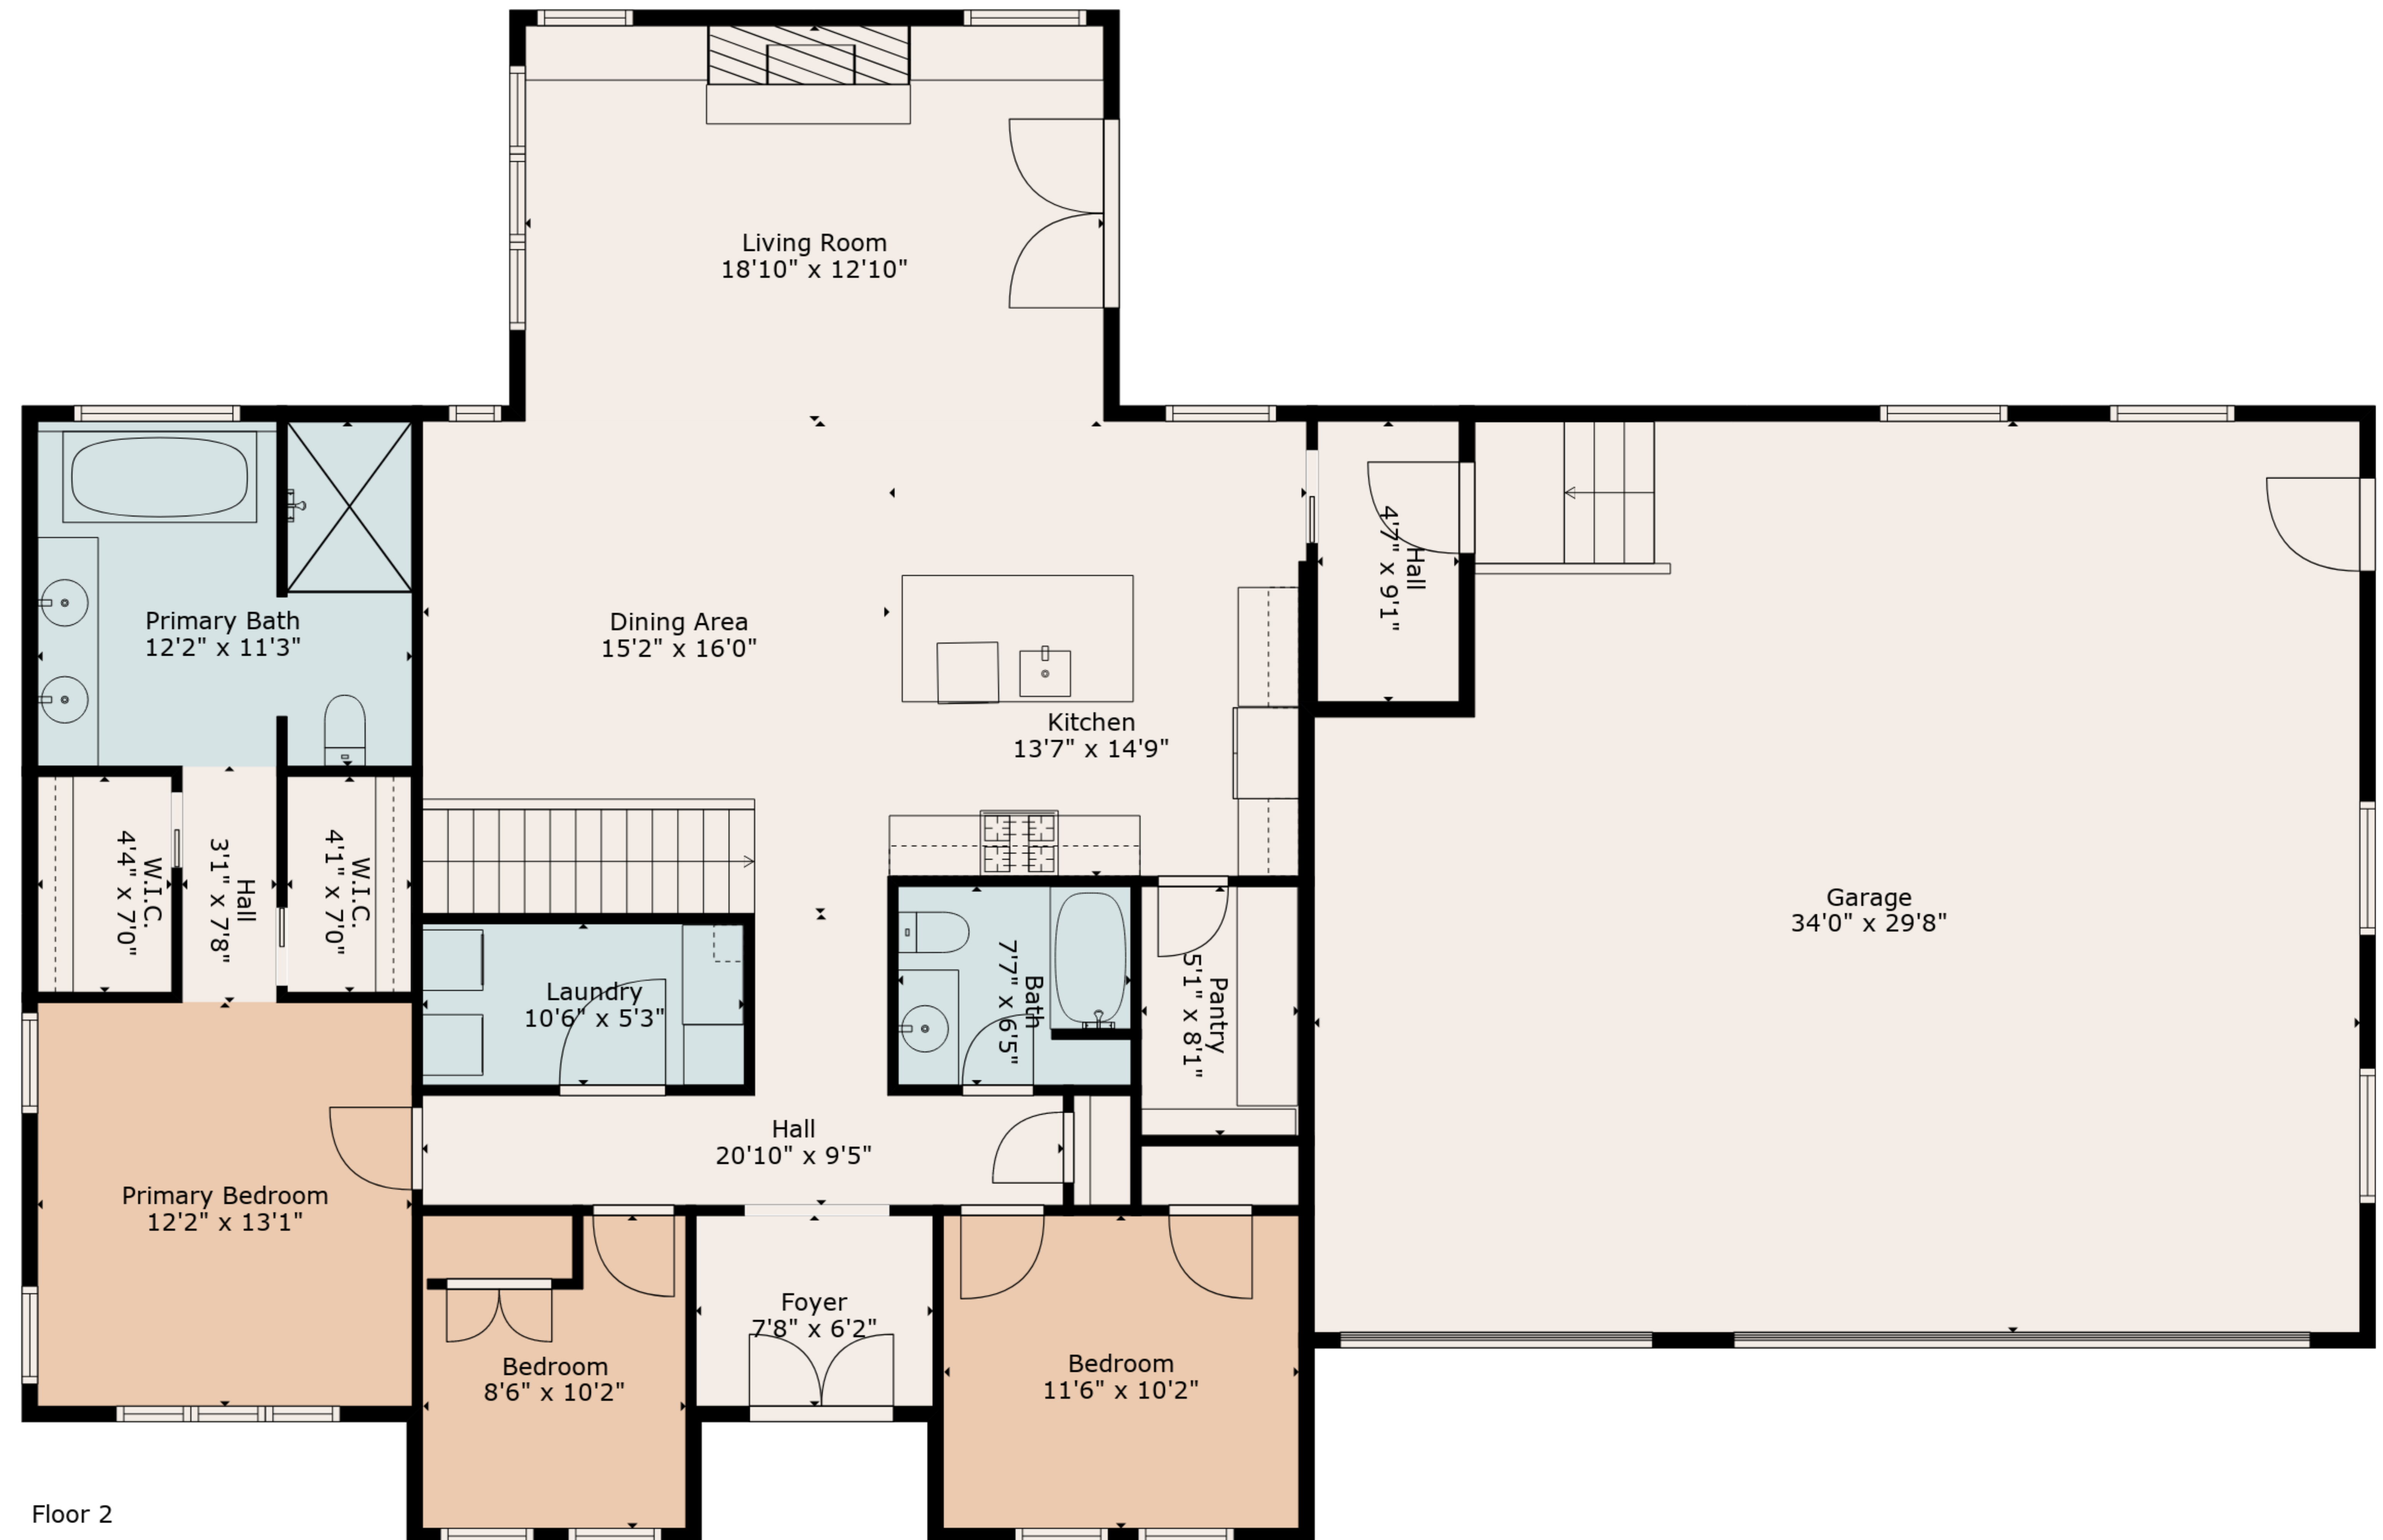 Living Room
18'10" x 12'10"
Primary Bath
12'2" x 11'3"
Dining Area
15'2" x 16'0"
Kitchen
13'7" x 14'9"
Hall
4'7" x 9'1"
W.I.C.
4'4" x 7'0"
Hall
3'1" x 7'8"
W.I.C.
4'1" x 7'0"
Garage
34'0" x 29'8"
Laundry
10'6" x 5'3"
Bath
7'7" x 6'5"
Pantry
5'1" x 8'1"
Hall
20'10" x 9'5"
Primary Bedroom
12'2" x 13'1"
Foyer
7'8" x 6'2"
Bedroom
8'6" x 10'2"
Bedroom
11'6" x 10'2"
Floor 2